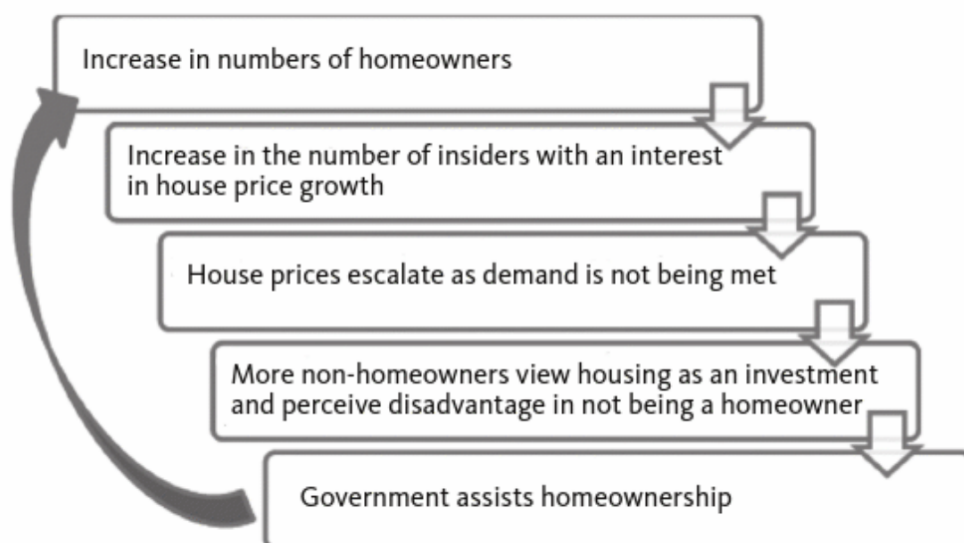 Increase in numbers of homeowners
Increase in the number of insiders with an interest
in house price growth
House prices escalate as demand is not being met
More non-homeowners view housing as an investment
and perceive disadvantage in not being a homeowner
Government assists homeownership